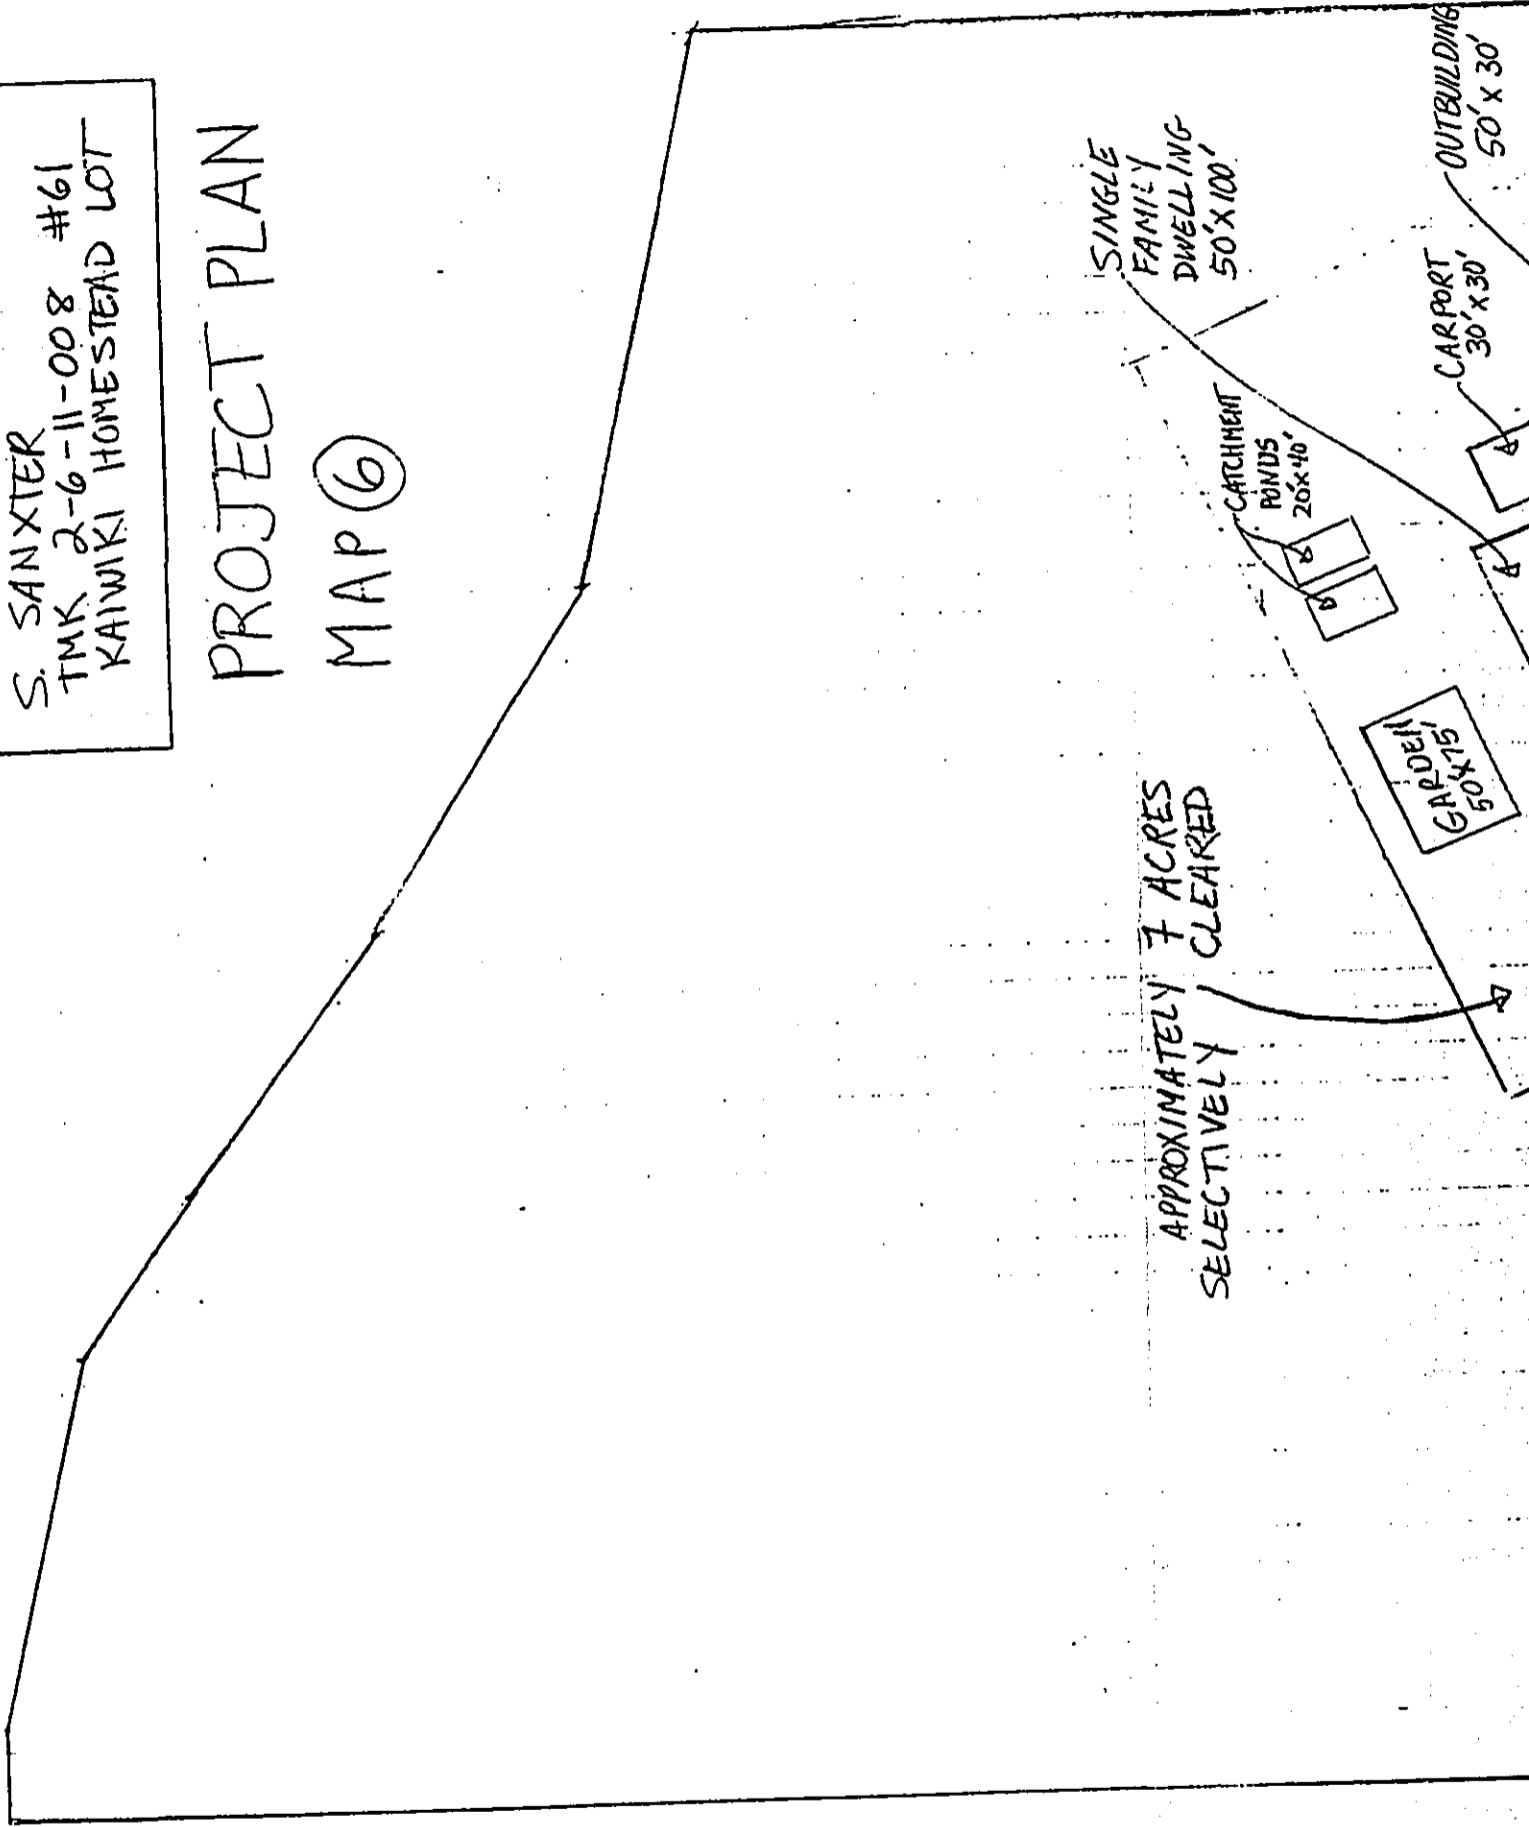 S. SANXTER
TMK 2-6-11-008 #61
KAIWIKI HOMESTEAD LOT
PROJECT PLAN
MAP 6
SINGLE
FAMILY
DWELLING
50'X100'
OUTBUILDING
50'X30'
CARPORT
30'X30'
CATCHMENT
PONDS
20'X40'
GARDEN
50'X75'
APPROXIMATELY 7 ACRES
SELECTIVELY CLEARED